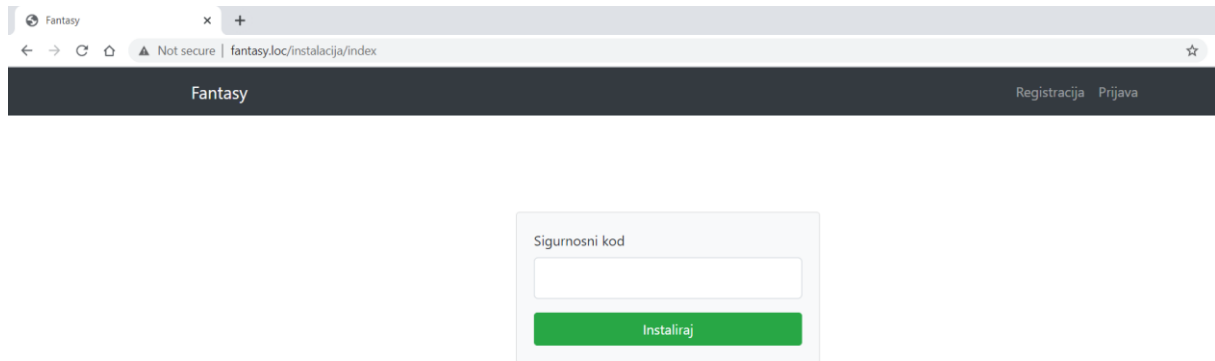 Fantasy
Not secure | fantasy.loc/instalacija/index
Fantasy Registracija Prijava
Sigurnosni kod
Instaliraj